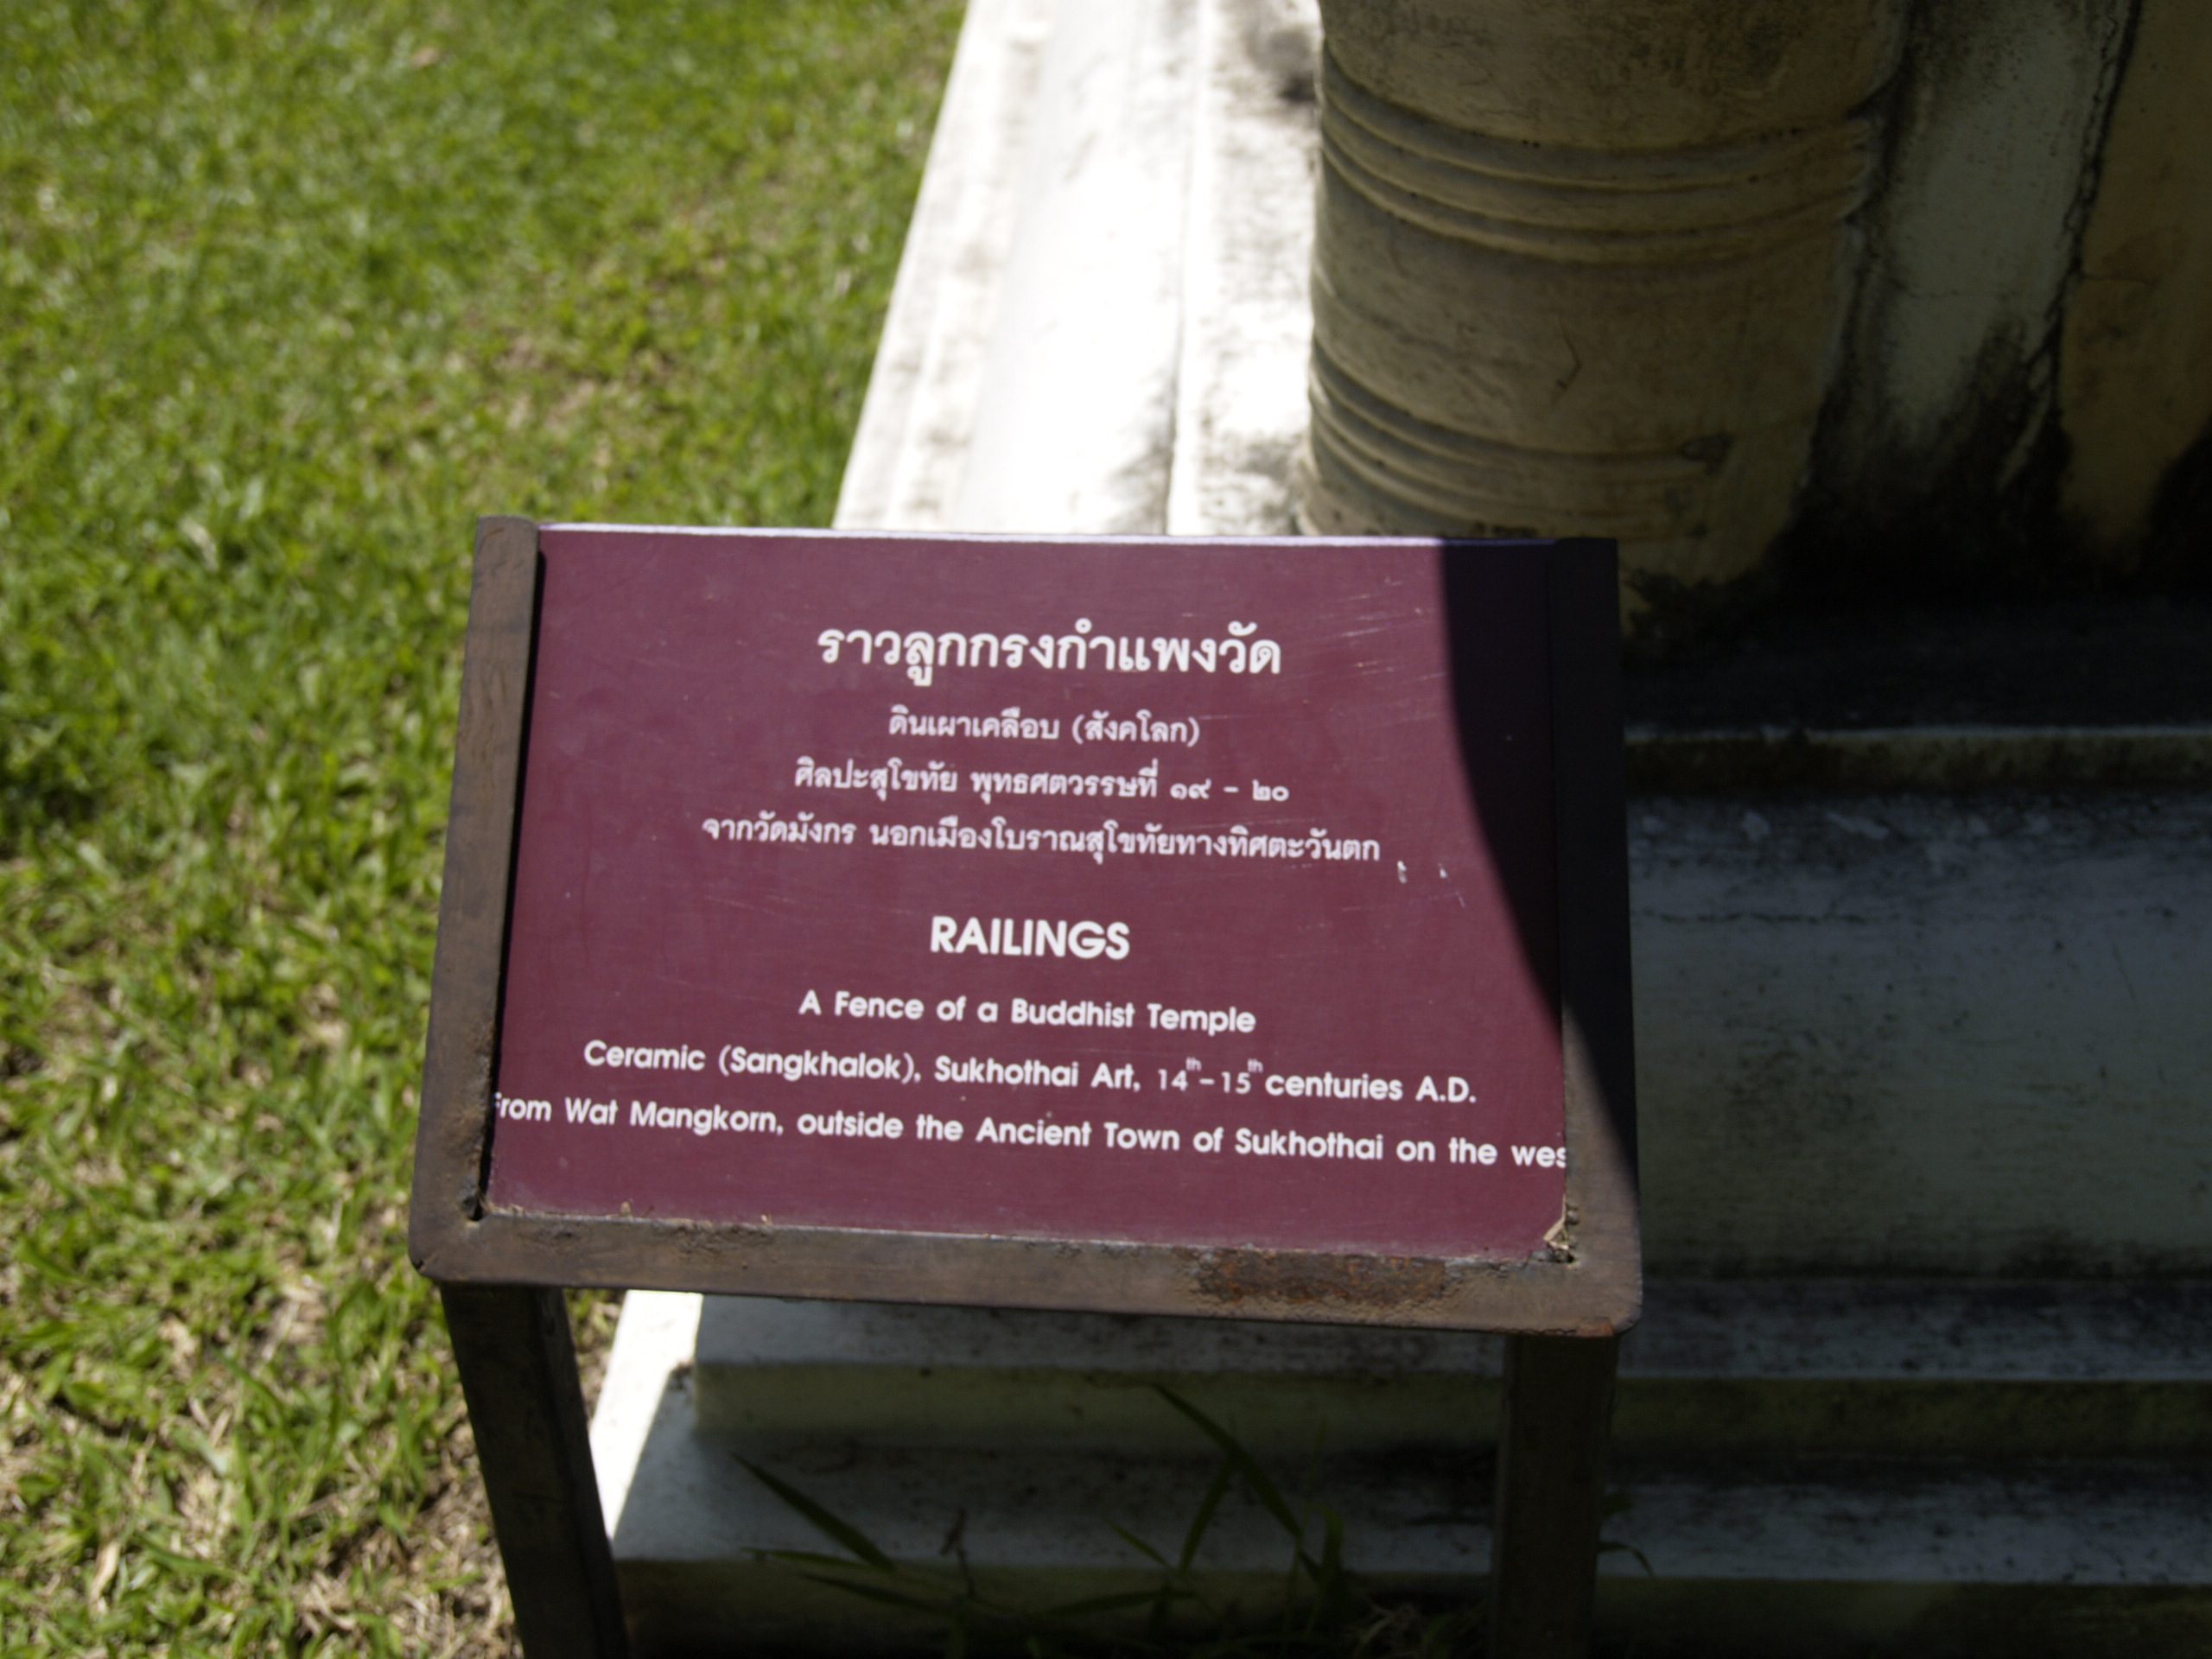 ราวลูกกรงกำแพงวัด
ดินเผาเคลือบ (สังคโลก)
ศิลปะสุโขทัย พุทธศตวรรษที่ ๑๙ - ๒๐
จากวัดมังกร นอกเมืองโบราณสุโขทัยทางทิศตะวันตก
RAILINGS
A Fence of a Buddhist Temple
Ceramic (Sangkhalok), Sukhothai Art, 14th-15th centuries A.D.
from Wat Mangkorn, outside the Ancient Town of Sukhothai on the wes